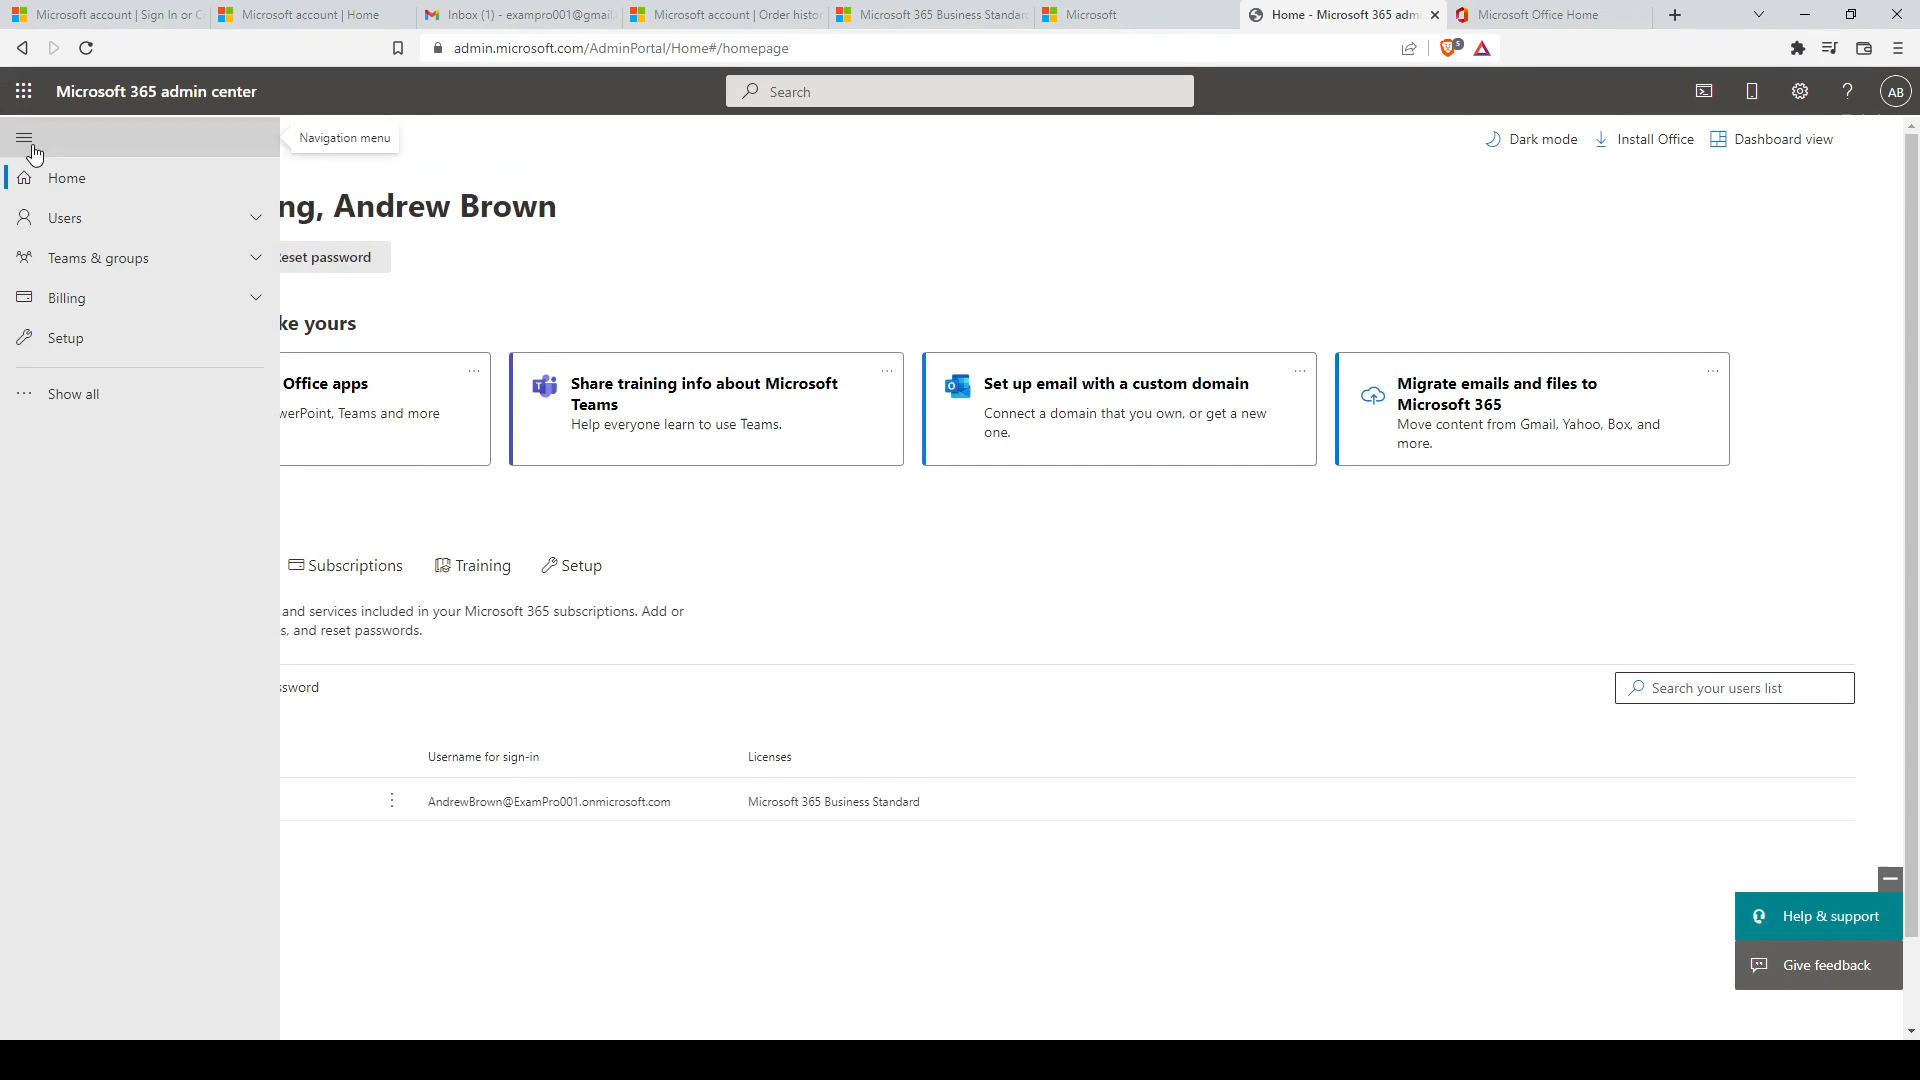 Microsoft account | Sign In or C
Microsoft account | Home
Inbox (1) - exampro001@gmail.
Microsoft account | Order histor
Microsoft 365 Business Standard
Microsoft
Home - Microsoft 365 adm
Microsoft Office Home
admin.microsoft.com/AdminPortal/Home#/homepage
5
Microsoft 365 admin center
Search
AB
Navigation menu
Dark mode
Install Office
Dashboard view
Home
Users
Teams & groups
Billing
Setup
Show all
ng, Andrew Brown
eset password
ke yours
Office apps
werPoint, Teams and more
Share training info about Microsoft
Teams
Help everyone learn to use Teams.
Set up email with a custom domain
Connect a domain that you own, or get a new
one.
Migrate emails and files to
Microsoft 365
Move content from Gmail, Yahoo, Box, and
more.
Subscriptions
Training
Setup
and services included in your Microsoft 365 subscriptions. Add or
s, and reset passwords.
ssword
Search your users list
Username for sign-in
Licenses
AndrewBrown@ExamPro001.onmicrosoft.com
Microsoft 365 Business Standard
Help & support
Give feedback